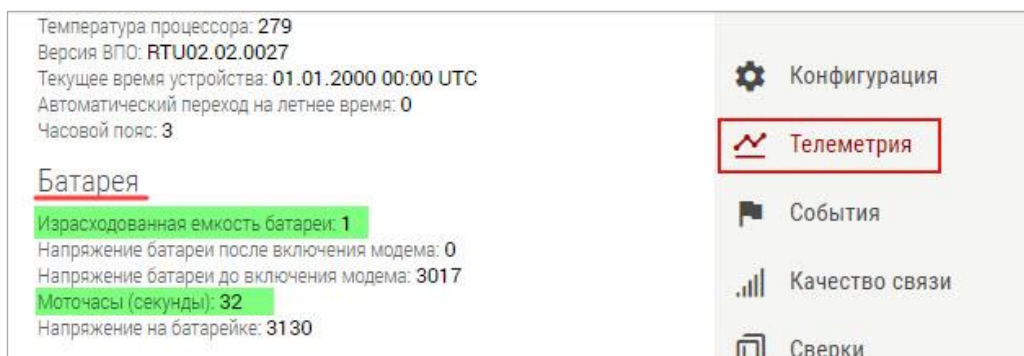 Температура процессора: 279
Версия ВПО: RTU02.02.0027
Текущее время устройства: 01.01.2000 00:00 UTC
Автоматический переход на летнее время: 0
Часовой пояс: 3
Батарея
Израсходованная емкость батареи: 1
Напряжение батареи после включения модема: 0
Напряжение батареи до включения модема: 3017
Моточасы (секунды): 32
Напряжение на батарейке: 3130
Конфигурация
Телеметрия
События
Качество связи
Сверки